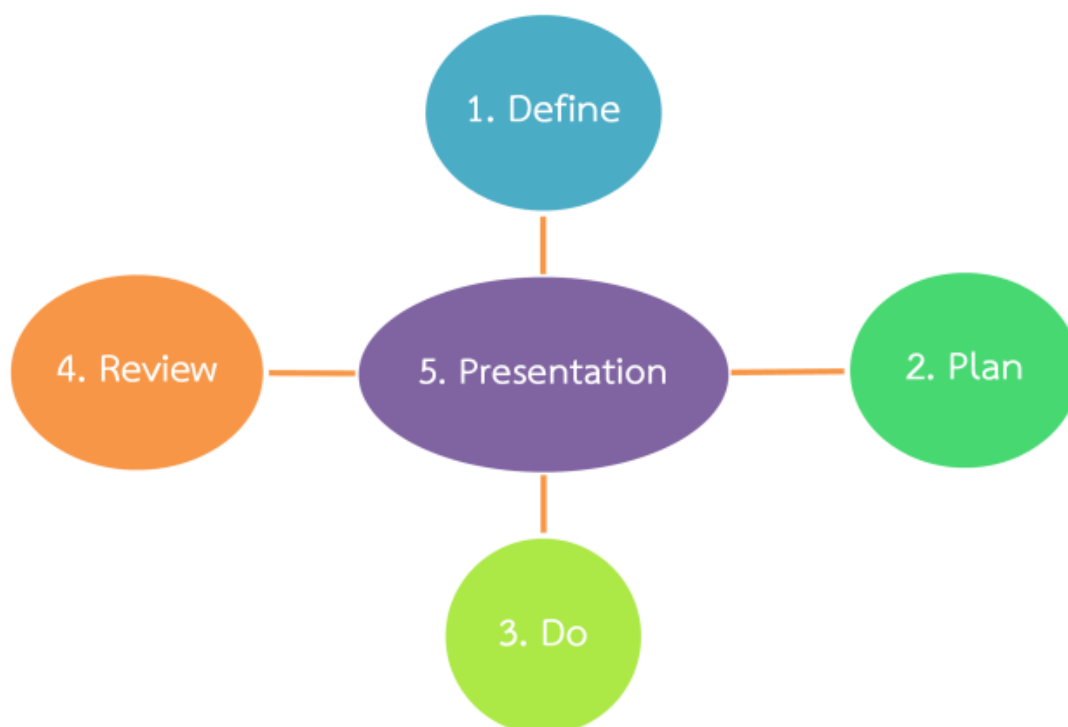 1. Define
4. Review
5. Presentation
2. Plan
3. Do